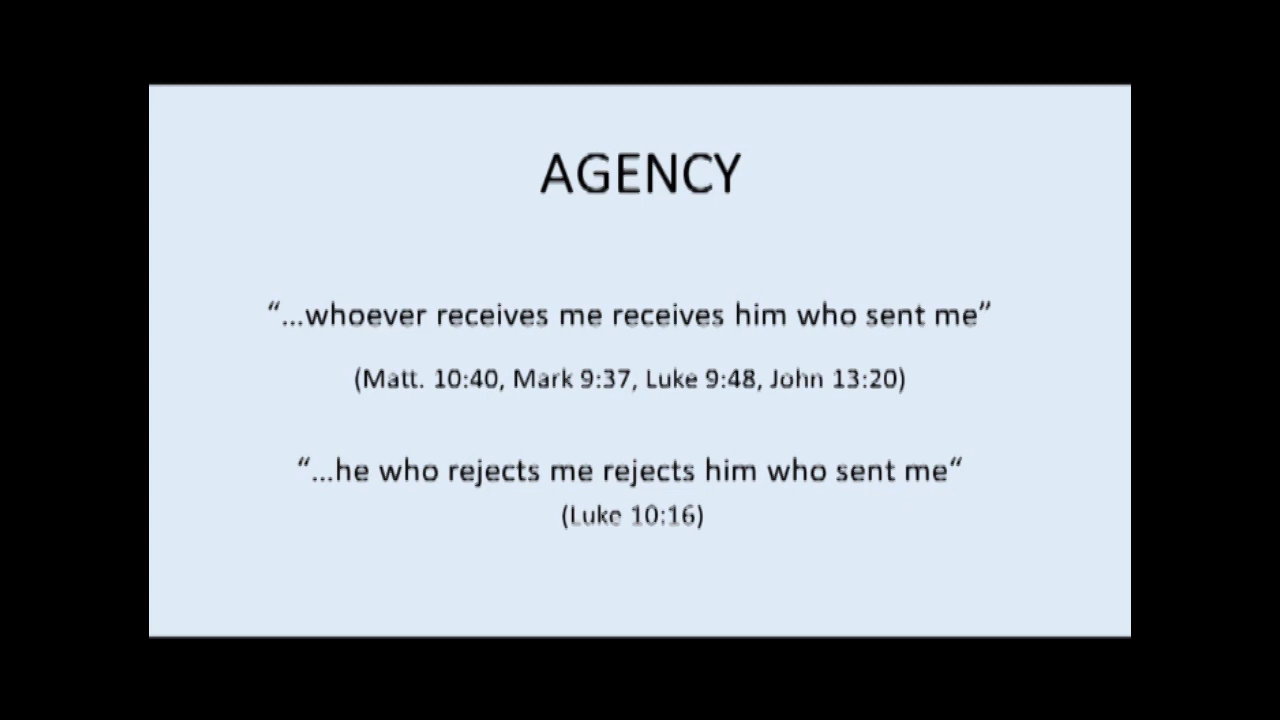 AGENCY
“...whoever receives me receives him who sent me”
(Matt. 10:40, Mark 9:37, Luke 9:48, John 13:20)
“...he who rejects me rejects him who sent me“
(Luke 10:16)